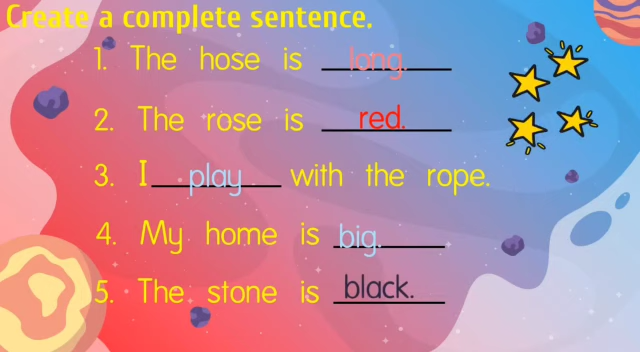 Create a complete sentence.
1. The hose is long.
2. The rose is red.
3. I play with the rope.
4. My home is big.
5. The stone is black.